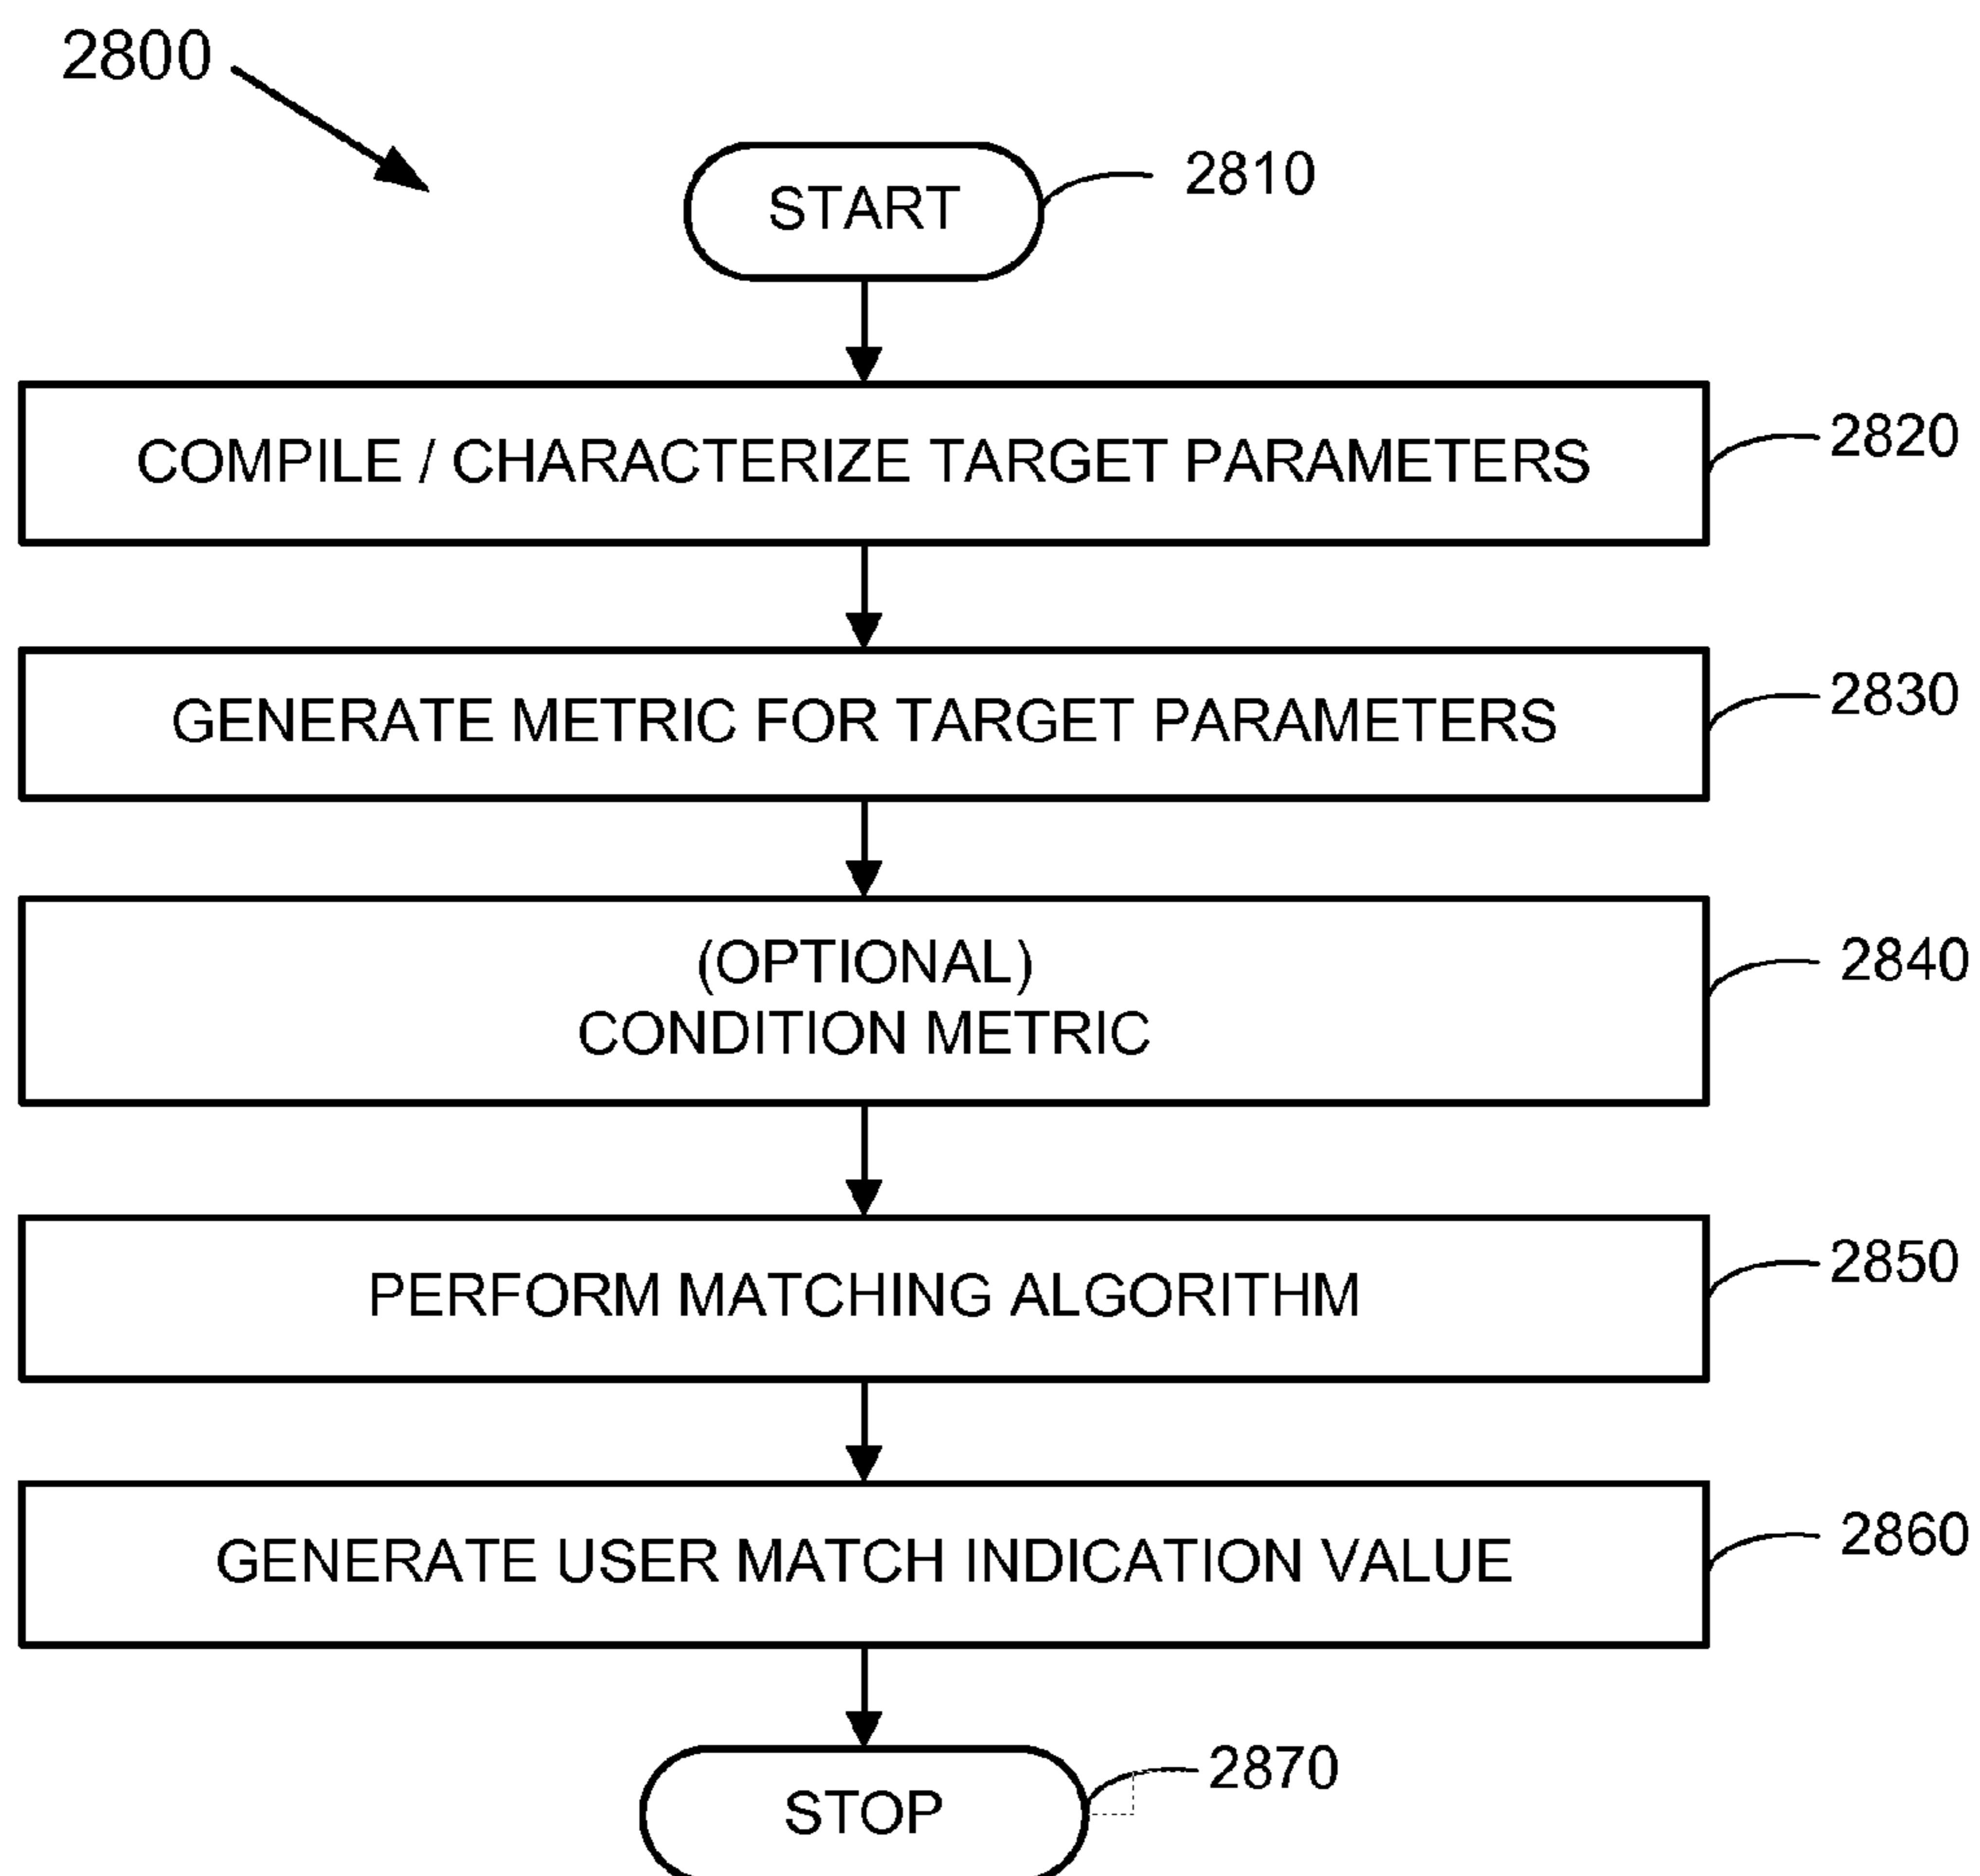 2800
START
2810
COMPILE / CHARACTERIZE TARGET PARAMETERS
2820
GENERATE METRIC FOR TARGET PARAMETERS
2830
(OPTIONAL)
CONDITION METRIC
2840
PERFORM MATCHING ALGORITHM
2850
GENERATE USER MATCH INDICATION VALUE
2860
STOP
2870